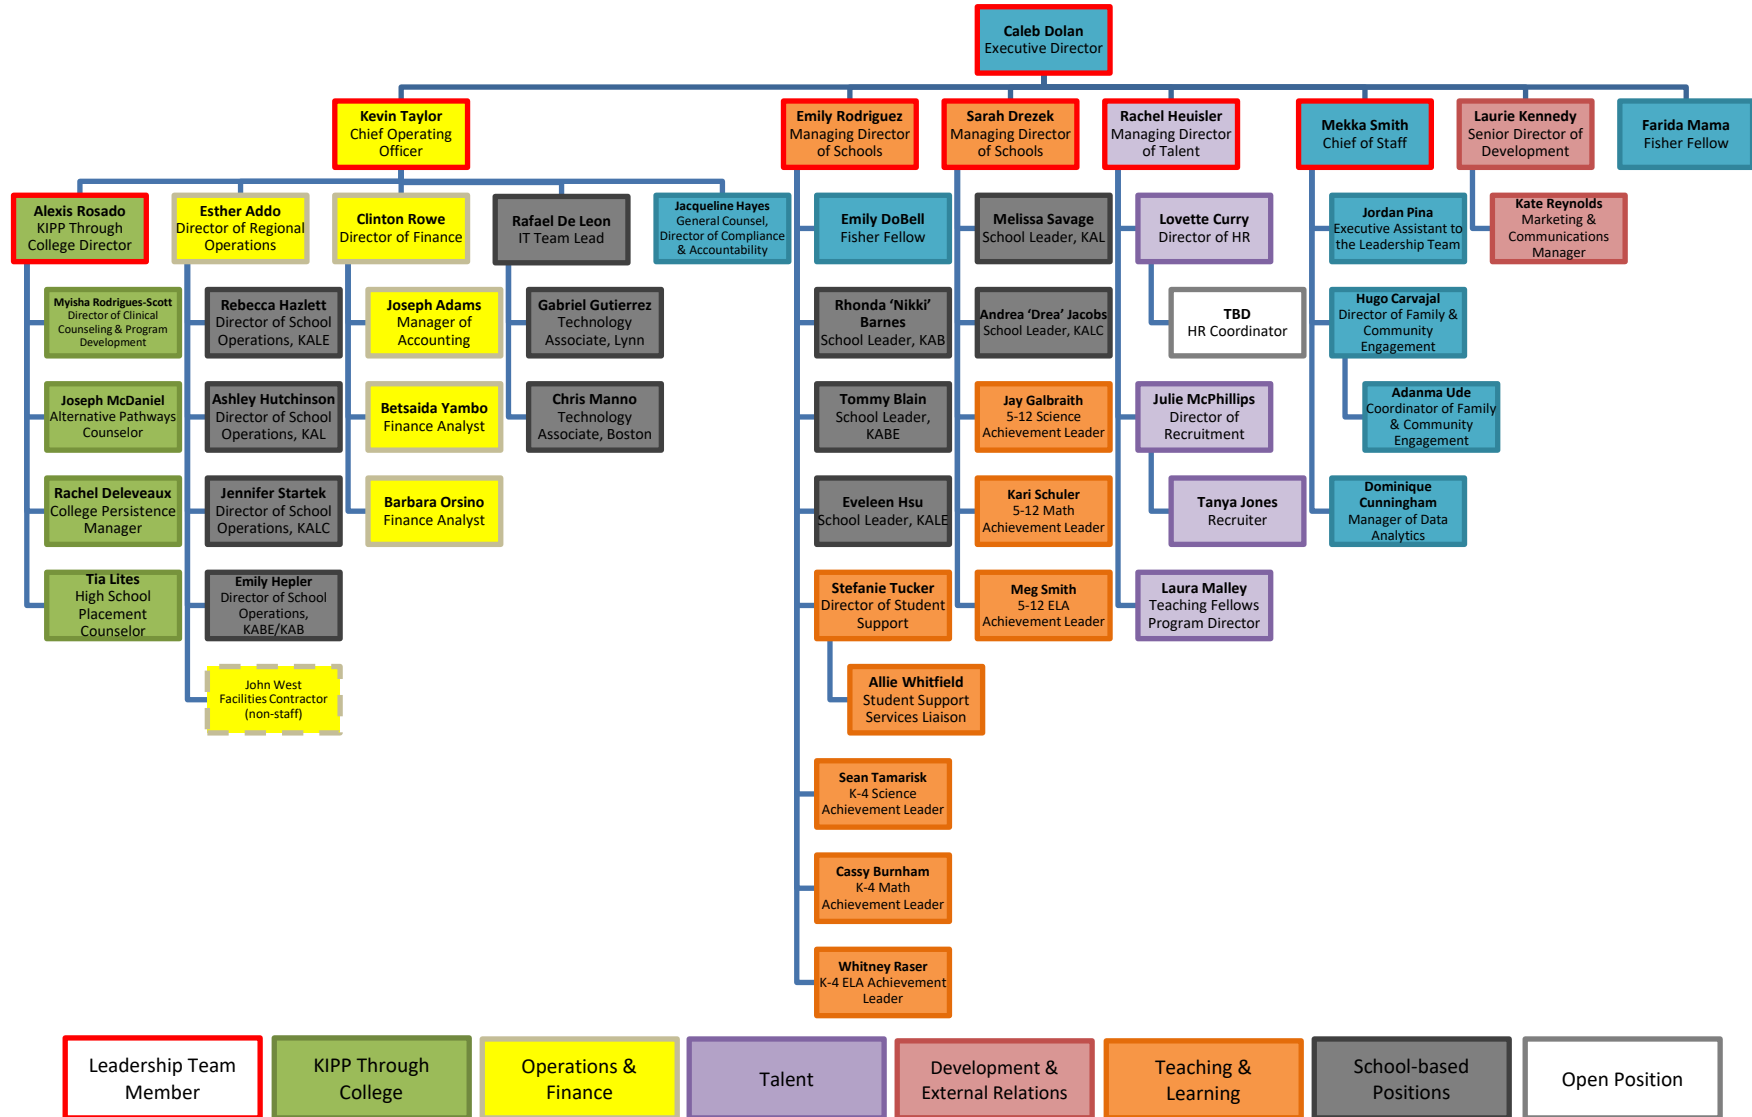 Caleb Dolan
Executive Director
Kevin Taylor
Chief Operating
Officer
Emily Rodriguez
Managing Director
of Schools
Sarah Drezek
Managing Director
of Schools
Rachel Heuisler
Managing Director
of Talent
Mekka Smith
Chief of Staff
Laurie Kennedy
Senior Director of
Development
Farida Mama
Fisher Fellow
Alexis Rosado
KIPP Through
College Director
Esther Addo
Director of Regional
Operations
Clinton Rowe
Director of Finance
Rafael De Leon
IT Team Lead
Jacqueline Hayes
General Counsel,
Director of Compliance
& Accountability
Emily DoBell
Fisher Fellow
Melissa Savage
School Leader, KAL
Lovette Curry
Director of HR
Jordan Pina
Executive Assistant to
the Leadership Team
Kate Reynolds
Marketing &
Communications
Manager
Myisha Rodrigues-Scott
Director of Clinical
Counseling & Program
Development
Rebecca Hazlett
Director of School
Operations, KALE
Joseph Adams
Manager of
Accounting
Gabriel Gutierrez
Technology
Associate, Lynn
Rhonda ‘Nikki’
Barnes
School Leader, KAB
Andrea ‘Drea’ Jacobs
School Leader, KALC
TBD
HR Coordinator
Hugo Carvajal
Director of Family &
Community
Engagement
Joseph McDaniel
Alternative Pathways
Counselor
Ashley Hutchinson
Director of School
Operations, KAL
Betsaida Yambo
Finance Analyst
Chris Manno
Technology
Associate, Boston
Tommy Blain
School Leader,
KABE
Jay Galbraith
5-12 Science
Achievement Leader
Julie McPhillips
Director of
Recruitment
Adanma Ude
Coordinator of Family
& Community
Engagement
Rachel Deleveaux
College Persistence
Manager
Jennifer Startek
Director of School
Operations, KALC
Barbara Orsino
Finance Analyst
Eveleen Hsu
School Leader, KALE
Kari Schuler
5-12 Math
Achievement Leader
Tanya Jones
Recruiter
Dominique
Cunningham
Manager of Data
Analytics
Tia Lites
High School
Placement
Counselor
Emily Hepler
Director of School
Operations,
KABE/KAB
Stefanie Tucker
Director of Student
Support
Meg Smith
5-12 ELA
Achievement Leader
Laura Malley
Teaching Fellows
Program Director
John West
Facilities Contractor
(non-staff)
Allie Whitfield
Student Support
Services Liaison
Sean Tamarisk
K-4 Science
Achievement Leader
Cassy Burnham
K-4 Math
Achievement Leader
Whitney Raser
K-4 ELA Achievement
Leader
Leadership Team
Member
KIPP Through
College
Operations &
Finance
Talent
Development &
External Relations
Teaching &
Learning
School-based
Positions
Open Position